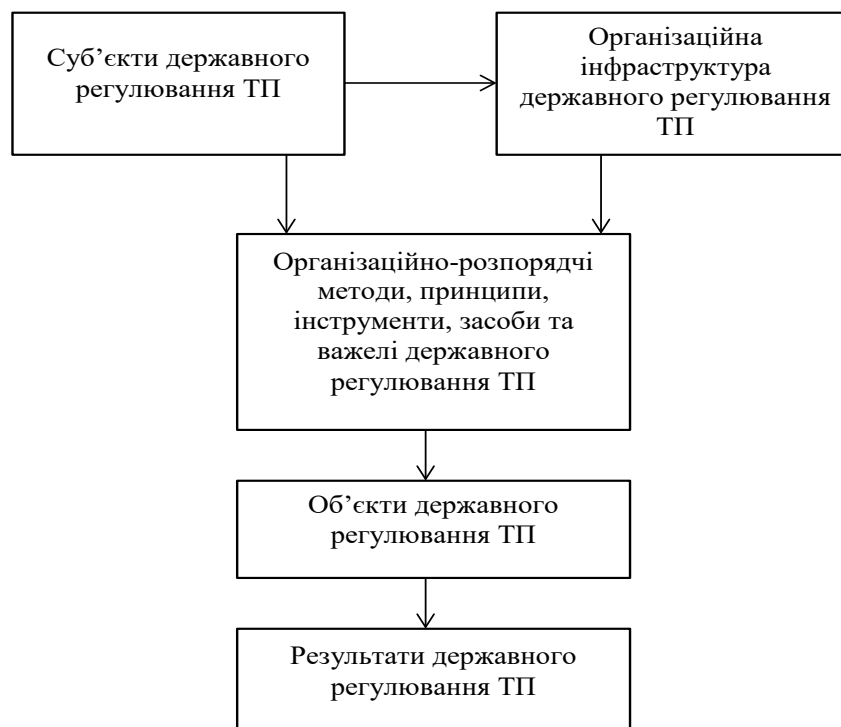 Суб’єкти державного
регулювання ТП
Організаційна
інфраструктура
державного регулювання
ТП
Організаційно-розпорядчі
методи, принципи,
інструменти, засоби та
важелі державного
регулювання ТП
Об’єкти державного
регулювання ТП
Результати державного
регулювання ТП